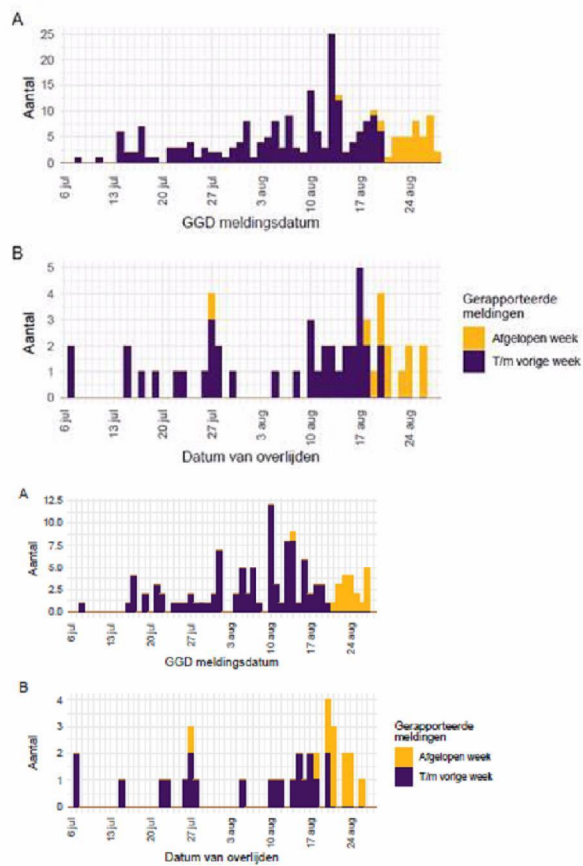 A
25
20
15
10
5
0
Aantal
6 jul
13 jul
20 jul
27 jul
3 aug
10 aug
17 aug
24 aug
GGD meldingsdatum
B
5
4
3
2
1
0
Aantal
6 jul
13 jul
20 jul
27 jul
3 aug
10 aug
17 aug
24 aug
Datum van overlijden
Gerapporteerde
meldingen
Afgelopen week
T/m vorige week
A
12.5
10.0
7.5
5.0
2.5
0.0
Aantal
6 jul
13 jul
20 jul
27 jul
3 aug
10 aug
17 aug
24 aug
GGD meldingsdatum
B
4
3
2
1
0
Aantal
6 jul
13 jul
20 jul
27 jul
3 aug
10 aug
17 aug
24 aug
Datum van overlijden
Gerapporteerde
meldingen
Afgelopen week
T/m vorige week